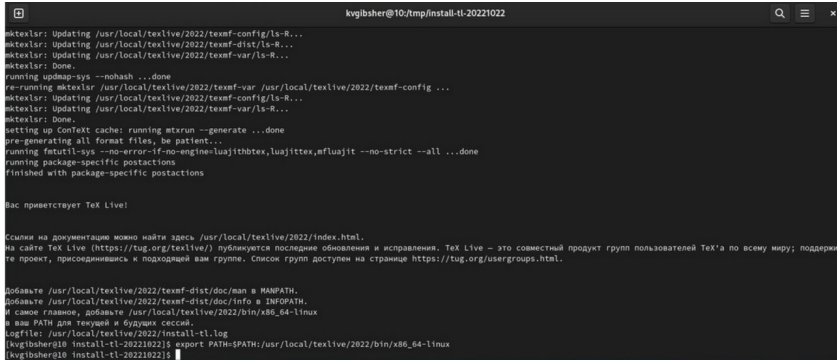 kvgibsher@10:/tmp/install-tl-20221022
mktexlsr: Updating /usr/local/texlive/2022/texmf-config/ls-R...
mktexlsr: Updating /usr/local/texlive/2022/texmf-dist/ls-R...
mktexlsr: Updating /usr/local/texlive/2022/texmf-var/ls-R...
mktexlsr: Done.
running updmap-sys --nohash ...done
re-running mktexlsr /usr/local/texlive/2022/texmf-var /usr/local/texlive/2022/texmf-config ...
mktexlsr: Updating /usr/local/texlive/2022/texmf-config/ls-R...
mktexlsr: Updating /usr/local/texlive/2022/texmf-var/ls-R...
mktexlsr: Done.
setting up ConTeXt cache: running mtxrun --generate ...done
pre-generating all format files, be patient...
running fmtutil-sys --no-error-if-no-engine=luajithbtex,luajittex,mfluajit --no-strict --all ...done
running package-specific postactions
finished with package-specific postactions
Вас приветствует TeX Live!
Ссылки на документацию можно найти здесь /usr/local/texlive/2022/index.html.
На сайте TeX Live (https://tug.org/texlive/) публикуются последние обновления и исправления. TeX Live — это совместный продукт групп пользователей TeX'а по всему миру; поддержи
те проект, присоединившись к подходящей вам группе. Список групп доступен на странице https://tug.org/usergroups.html.
Добавьте /usr/local/texlive/2022/texmf-dist/doc/man в MANPATH.
Добавьте /usr/local/texlive/2022/texmf-dist/doc/info в INFOPATH.
И самое главное, добавьте /usr/local/texlive/2022/bin/x86_64-linux
в ваш PATH для текущей и будущих сессий.
Logfile: /usr/local/texlive/2022/install-tl.log
[kvgibsher@10 install-tl-20221022]$ export PATH=$PATH:/usr/local/texlive/2022/bin/x86_64-linux
[kvgibsher@10 install-tl-20221022]$